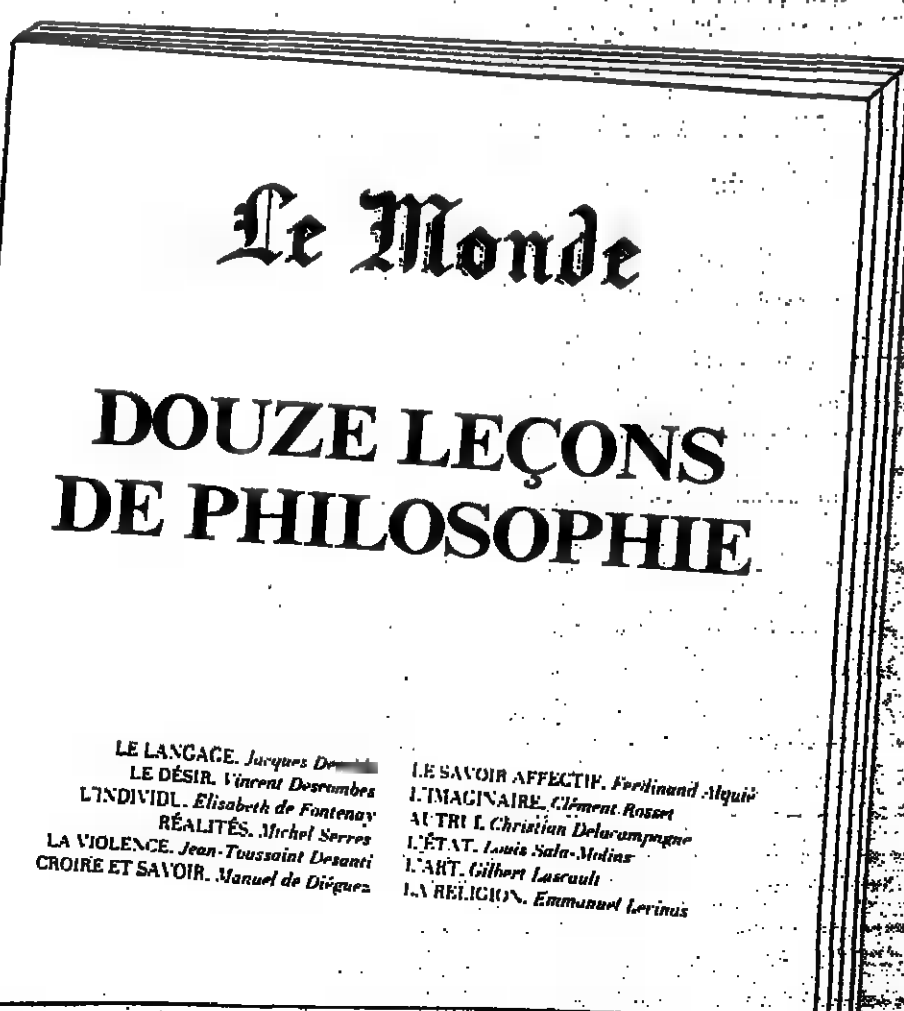 Le Monde
DOUZE LEÇONS
DE PHILOSOPHIE
LE LANGAGE. Jacques
LE DÉSIR. Vincent Descombes
L'INDIVIDU. Elisabeth de Fontenay
RÉALITÉS. Michel Serres
LA VIOLENCE. Jean-Toussaint Desanti
CROIRE ET SAVOIR. Manuel de Diéguez
LE SAVOIR AFFECTIF. Ferdinand Alquié
L'IMAGINAIRE. Clément Rosset
AUTRUI. Christian Delacampagne
L'ÉTAT. Louis Sala-Molins
L'ART. Gilbert Lascault
LA RELIGION. Emmanuel Levinas